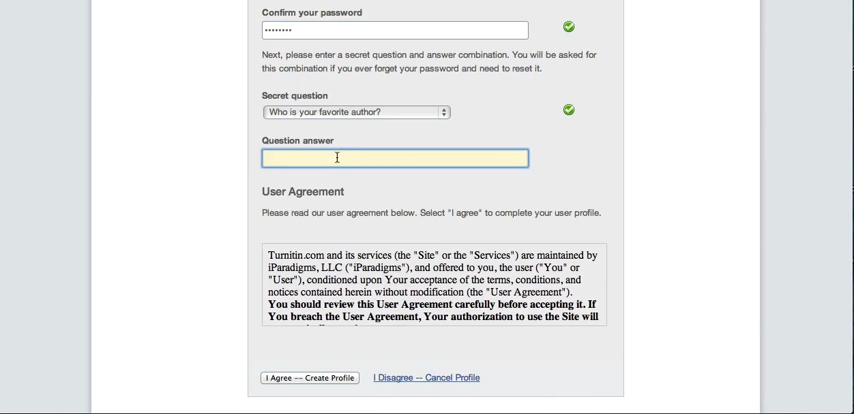 Confirm your password
••••••••
Next, please enter a secret question and answer combination. You will be asked for
this combination if you ever forget your password and need to reset it.
Secret question
Who is your favorite author?
Question answer
User Agreement
Please read our user agreement below. Select "I agree" to complete your user profile.
Turnitin.com and its services (the "Site" or the "Services") are maintained by
iParadigms, LLC ("iParadigms"), and offered to you, the user ("You" or
"User"), conditioned upon Your acceptance of the terms, conditions, and
notices contained herein without modification (the "User Agreement").
You should review this User Agreement carefully before accepting it. If
You breach the User Agreement, Your authorization to use the Site will
I Agree -- Create Profile
I Disagree -- Cancel Profile